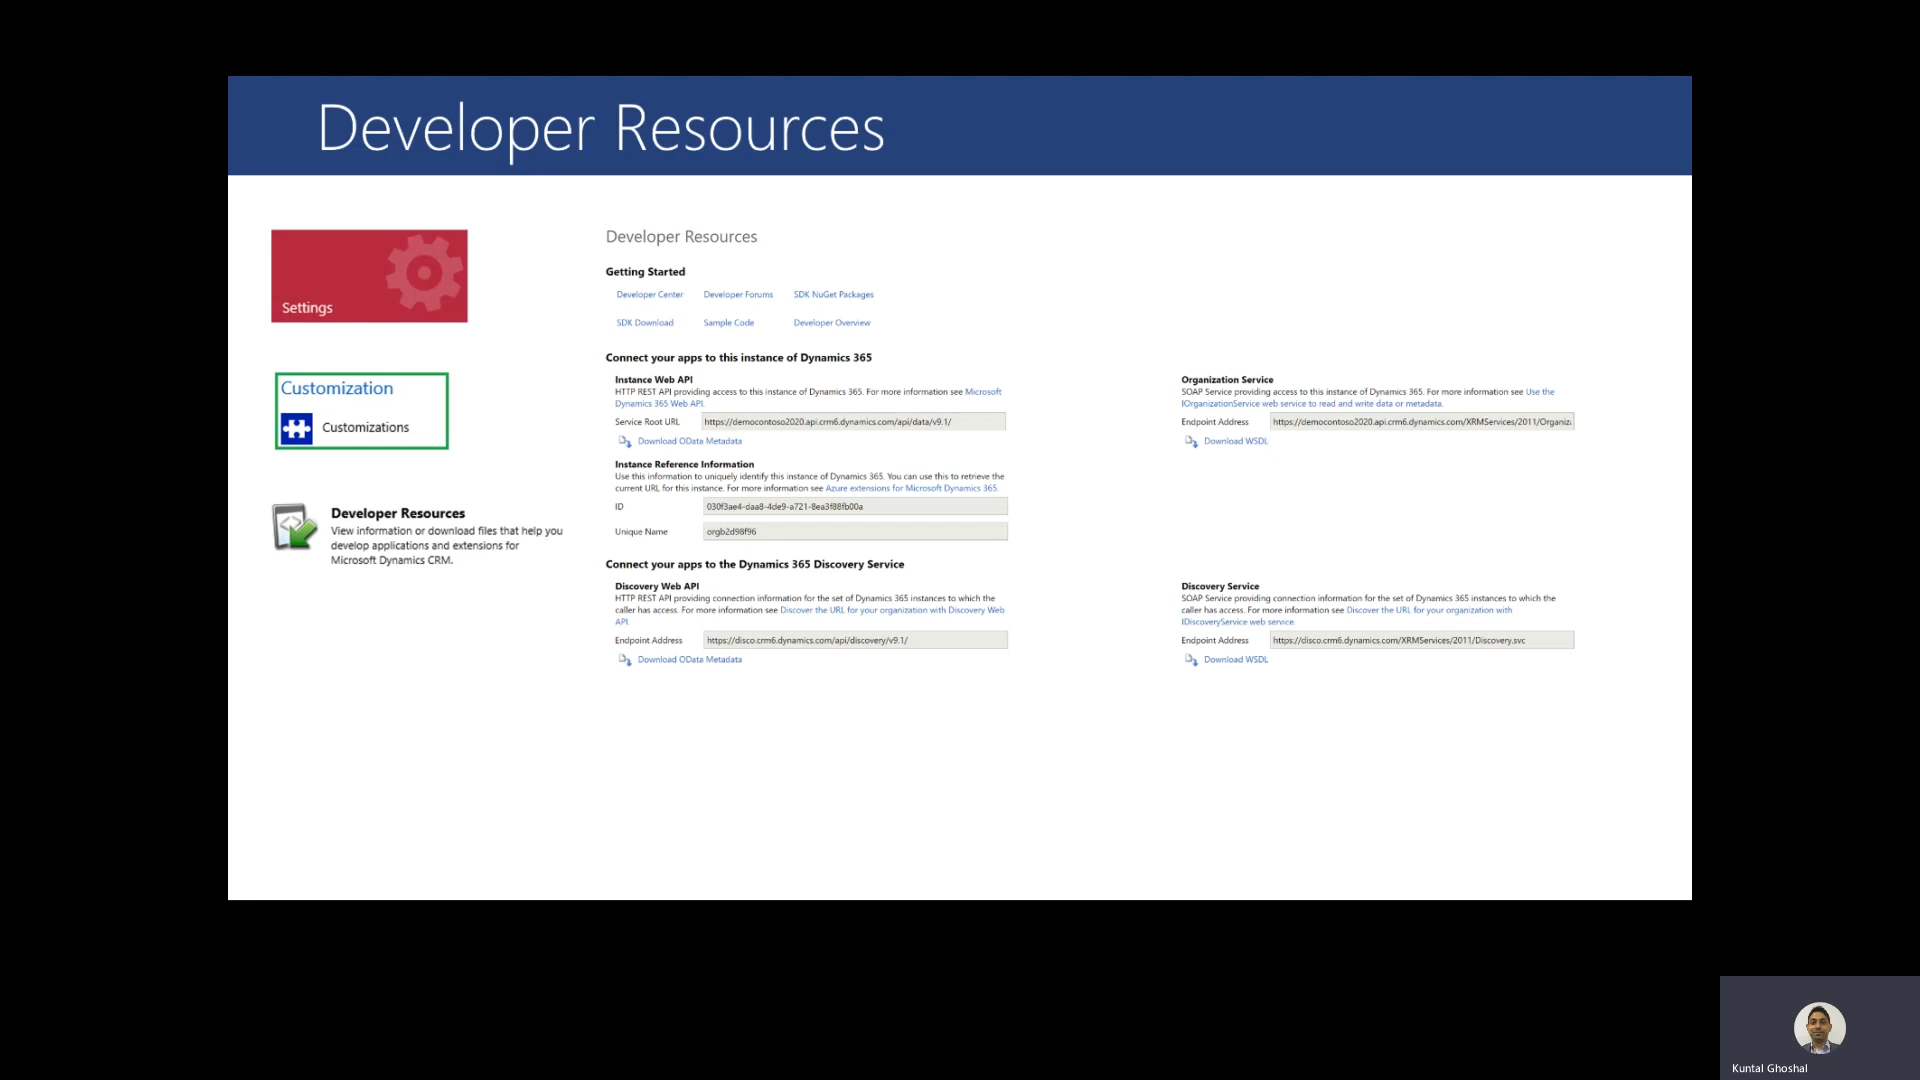 Developer Resources
Settings
Customization
Customizations
Developer Resources
View information or download files that help you
develop applications and extensions for
Microsoft Dynamics CRM.
Developer Resources
Getting Started
Developer Center Developer Forums SDK NuGet Packages
SDK Download Sample Code Developer Overview
Connect your apps to this instance of Dynamics 365
Instance Web API
HTTP REST API providing access to this instance of Dynamics 365. For more information see Microsoft
Dynamics 365 Web API.
Service Root URL https://democontoso2020.api.crm6.dynamics.com/api/data/v9.1/
Download OData Metadata
Organization Service
SOAP Service providing access to this instance of Dynamics 365. For more information see Use the
IOrganizationService web service to read and write data or metadata.
Endpoint Address https://democontoso2020.api.crm6.dynamics.com/XRMServices/2011/Organiz
Download WSDL
Instance Reference Information
Use this information to uniquely identify this instance of Dynamics 365. You can use this to retrieve the
current URL for this instance. For more information see Azure extensions for Microsoft Dynamics 365.
ID 030f3ae4-daa8-4de9-a721-8ea3f88fb00a
Unique Name orgb2d98f96
Connect your apps to the Dynamics 365 Discovery Service
Discovery Web API
HTTP REST API providing connection information for the set of Dynamics 365 instances to which the
caller has access. For more information see Discover the URL for your organization with Discovery Web
API.
Endpoint Address https://disco.crm6.dynamics.com/api/discovery/v9.1/
Download OData Metadata
Discovery Service
SOAP Service providing connection information for the set of Dynamics 365 instances to which the
caller has access. For more information see Discover the URL for your organization with
IDiscoveryService web service.
Endpoint Address https://disco.crm6.dynamics.com/XRMServices/2011/Discovery.svc
Download WSDL
Kuntal Ghoshal